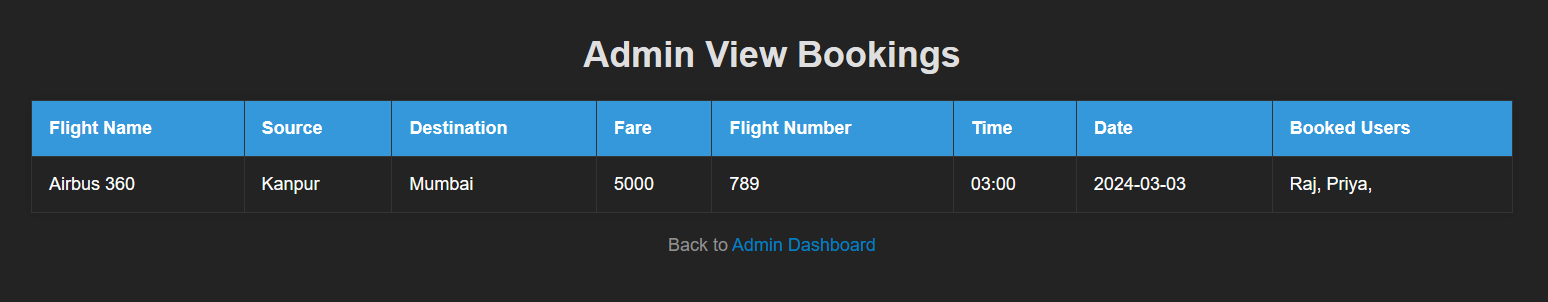 Admin View Bookings
Flight Name Source Destination Fare Flight Number Time Date Booked Users
Airbus 360 Kanpur Mumbai 5000 789 03:00 2024-03-03 Raj, Priya,
Back to Admin Dashboard